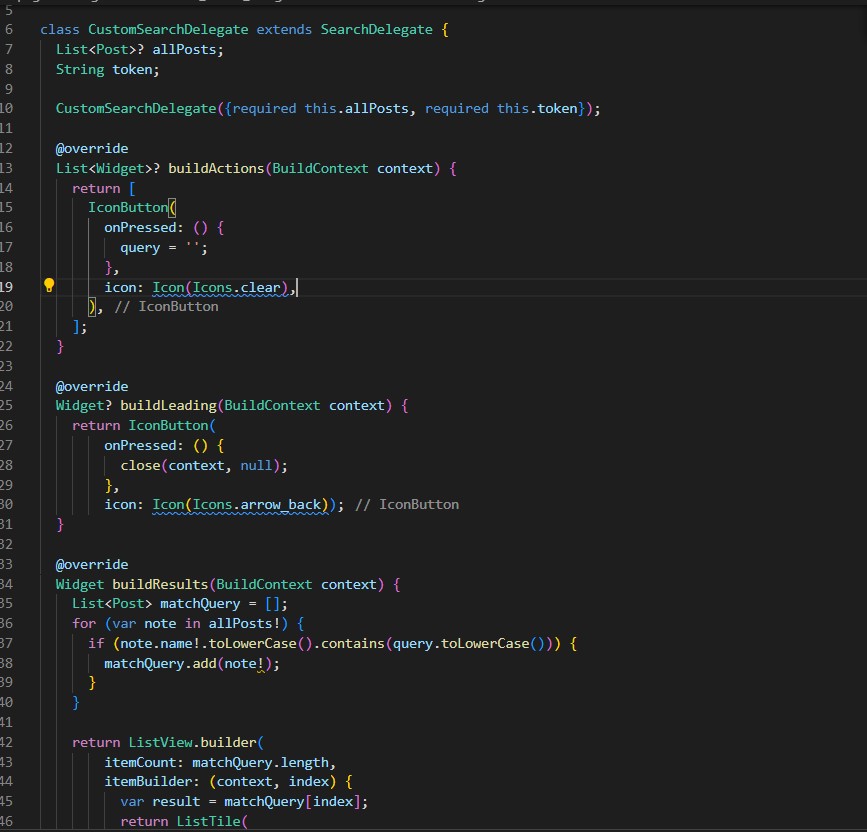 5
6 class CustomSearchDelegate extends SearchDelegate {
7 List<Post>? allPosts;
8 String token;
9
10 CustomSearchDelegate({required this.allPosts, required this.token});
11
12 @override
13 List<Widget>? buildActions(BuildContext context) {
14 return [
15 IconButton(
16 onPressed: () {
17 query = '';
18 },
19 icon: Icon(Icons.clear),
20 ), // IconButton
21 ];
22 }
23
24 @override
25 Widget? buildLeading(BuildContext context) {
26 return IconButton(
27 onPressed: () {
28 close(context, null);
29 },
30 icon: Icon(Icons.arrow_back)); // IconButton
31 }
32
33 @override
34 Widget buildResults(BuildContext context) {
35 List<Post> matchQuery = [];
36 for (var note in allPosts!) {
37 if (note.name!.toLowerCase().contains(query.toLowerCase())) {
38 matchQuery.add(note!);
39 }
40 }
41
42 return ListView.builder(
43 itemCount: matchQuery.length,
44 itemBuilder: (context, index) {
45 var result = matchQuery[index];
46 return ListTile(